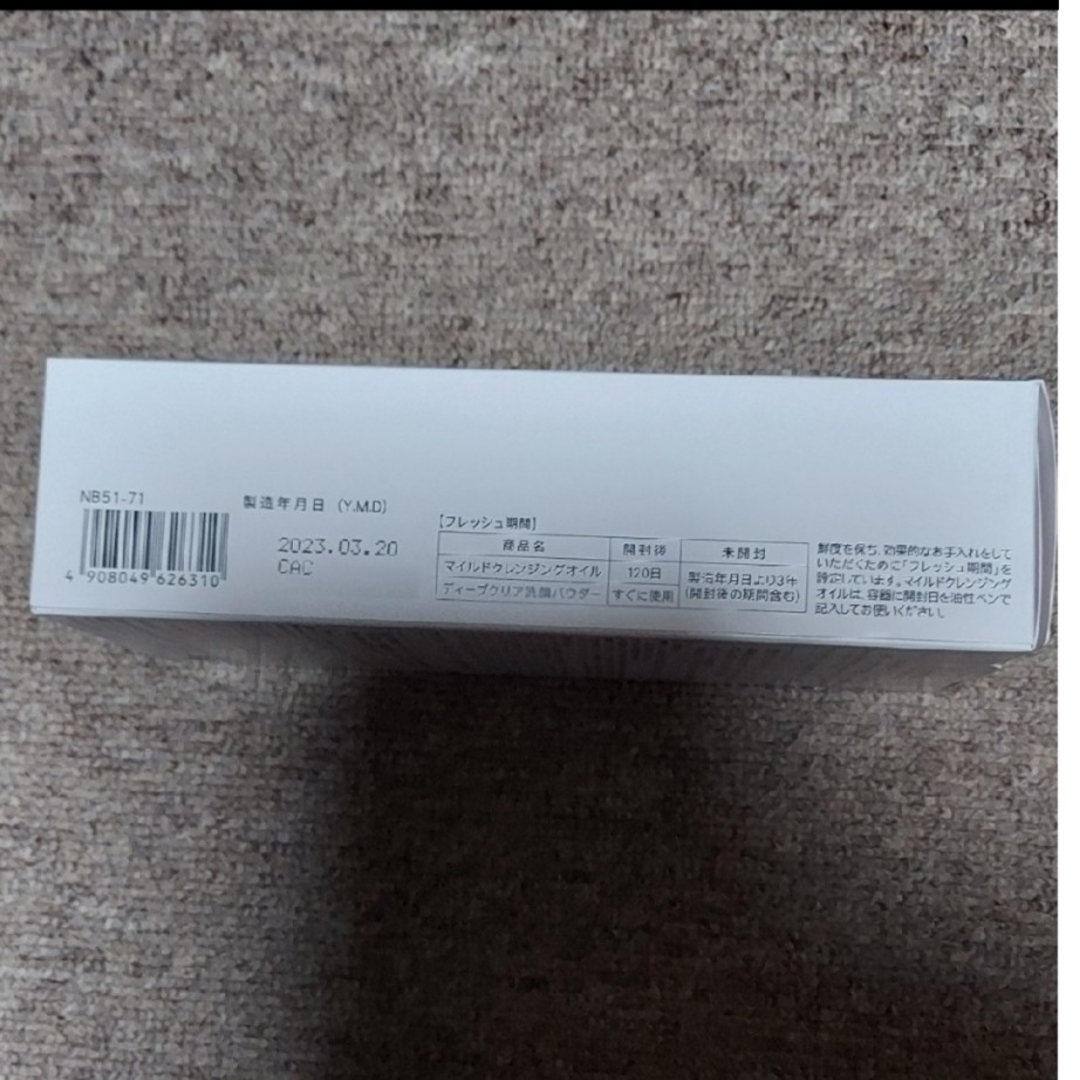 NB51-71
4 908049 626310
製造年月日 (Y.M.D)
2023.03.20
CAC
【フレッシュ期間】
商品名 開封後 未開封
マイルドクレンジングオイル 120日 製造年月日より3年
ディープクリア洗顔パウダー すぐに使用 (開封後の期間含む)
鮮度を保ち、効果的なお手入れをして
いただくために「フレッシュ期間」を
設定しています。マイルドクレンジング
オイルは、容器に開封日を油性ペンで
記入してお使いください。